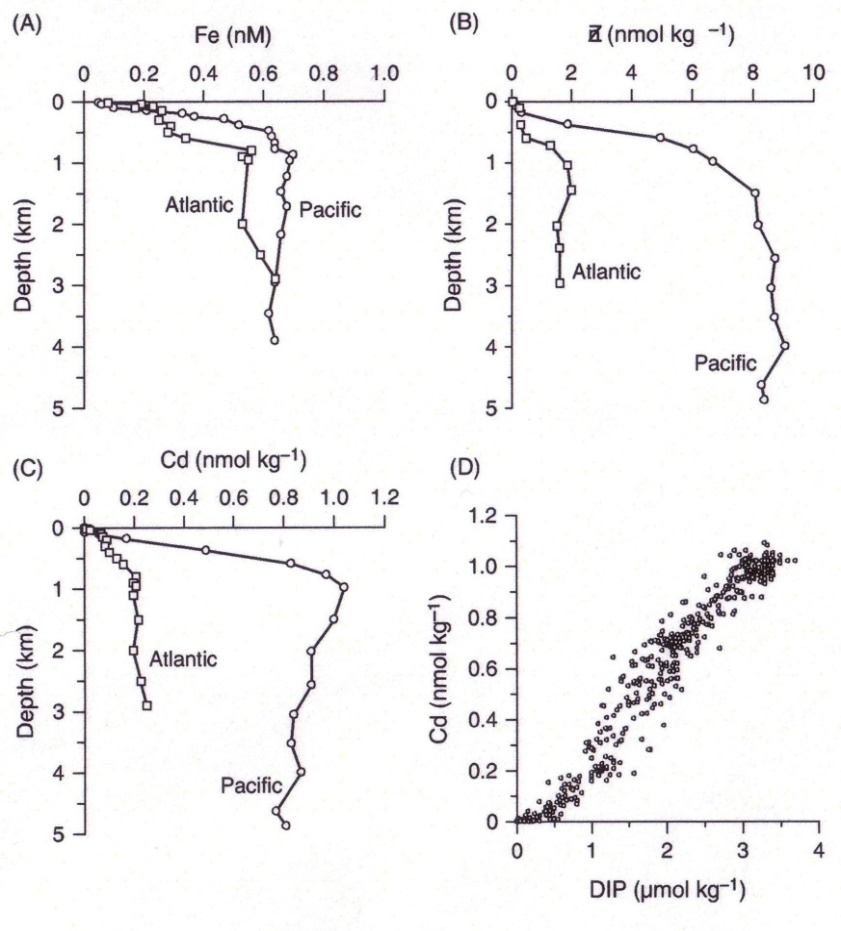 (A)
Fe (nM)
0 0.2 0.4 0.6 0.8 1.0
0
1
2
3
4
5
Depth (km)
Atlantic
Pacific
(B)
(nmol kg –1)
0 2 4 6 8 10
0
1
2
3
4
5
Depth (km)
Atlantic
Pacific
(C)
Cd (nmol kg–1)
0 0.2 0.4 0.6 0.8 1.0 1.2
0
1
2
3
4
5
Depth (km)
Atlantic
Pacific
(D)
1.2
1.0
0.8
0.6
0.4
0.2
0
Cd (nmol kg–1)
0 1 2 3 4
DIP (µmol kg–1)